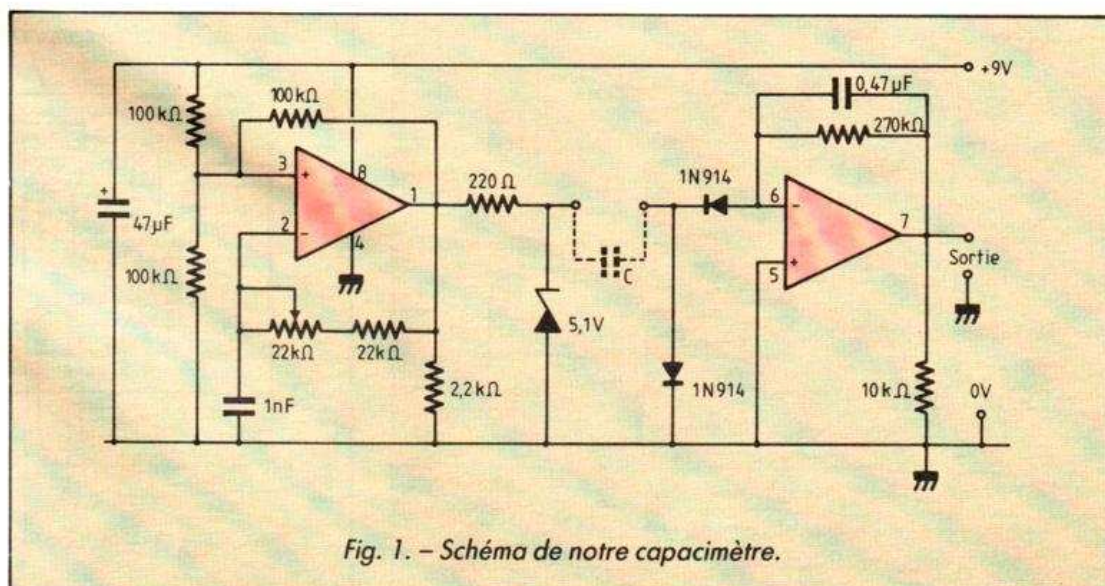 +9V
0,47µF
100kΩ
100kΩ
270kΩ
1N914
3
+
8
1
220Ω
6
-
7
+
47µF
2
-
4
100kΩ
C
5
+
Sortie
5,1V
22kΩ
22kΩ
1N914
2,2kΩ
10kΩ
0V
1nF
Fig. 1. – Schéma de notre capacimètre.